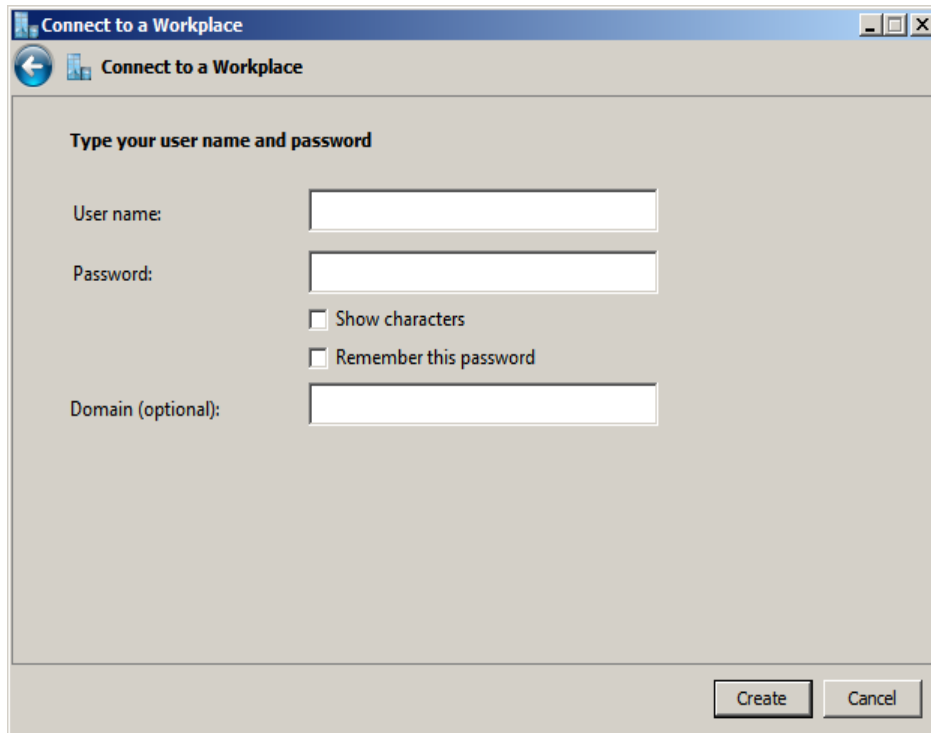 Connect to a Workplace
Connect to a Workplace
Type your user name and password
User name:
Password:
Show characters
Remember this password
Domain (optional):
Create Cancel